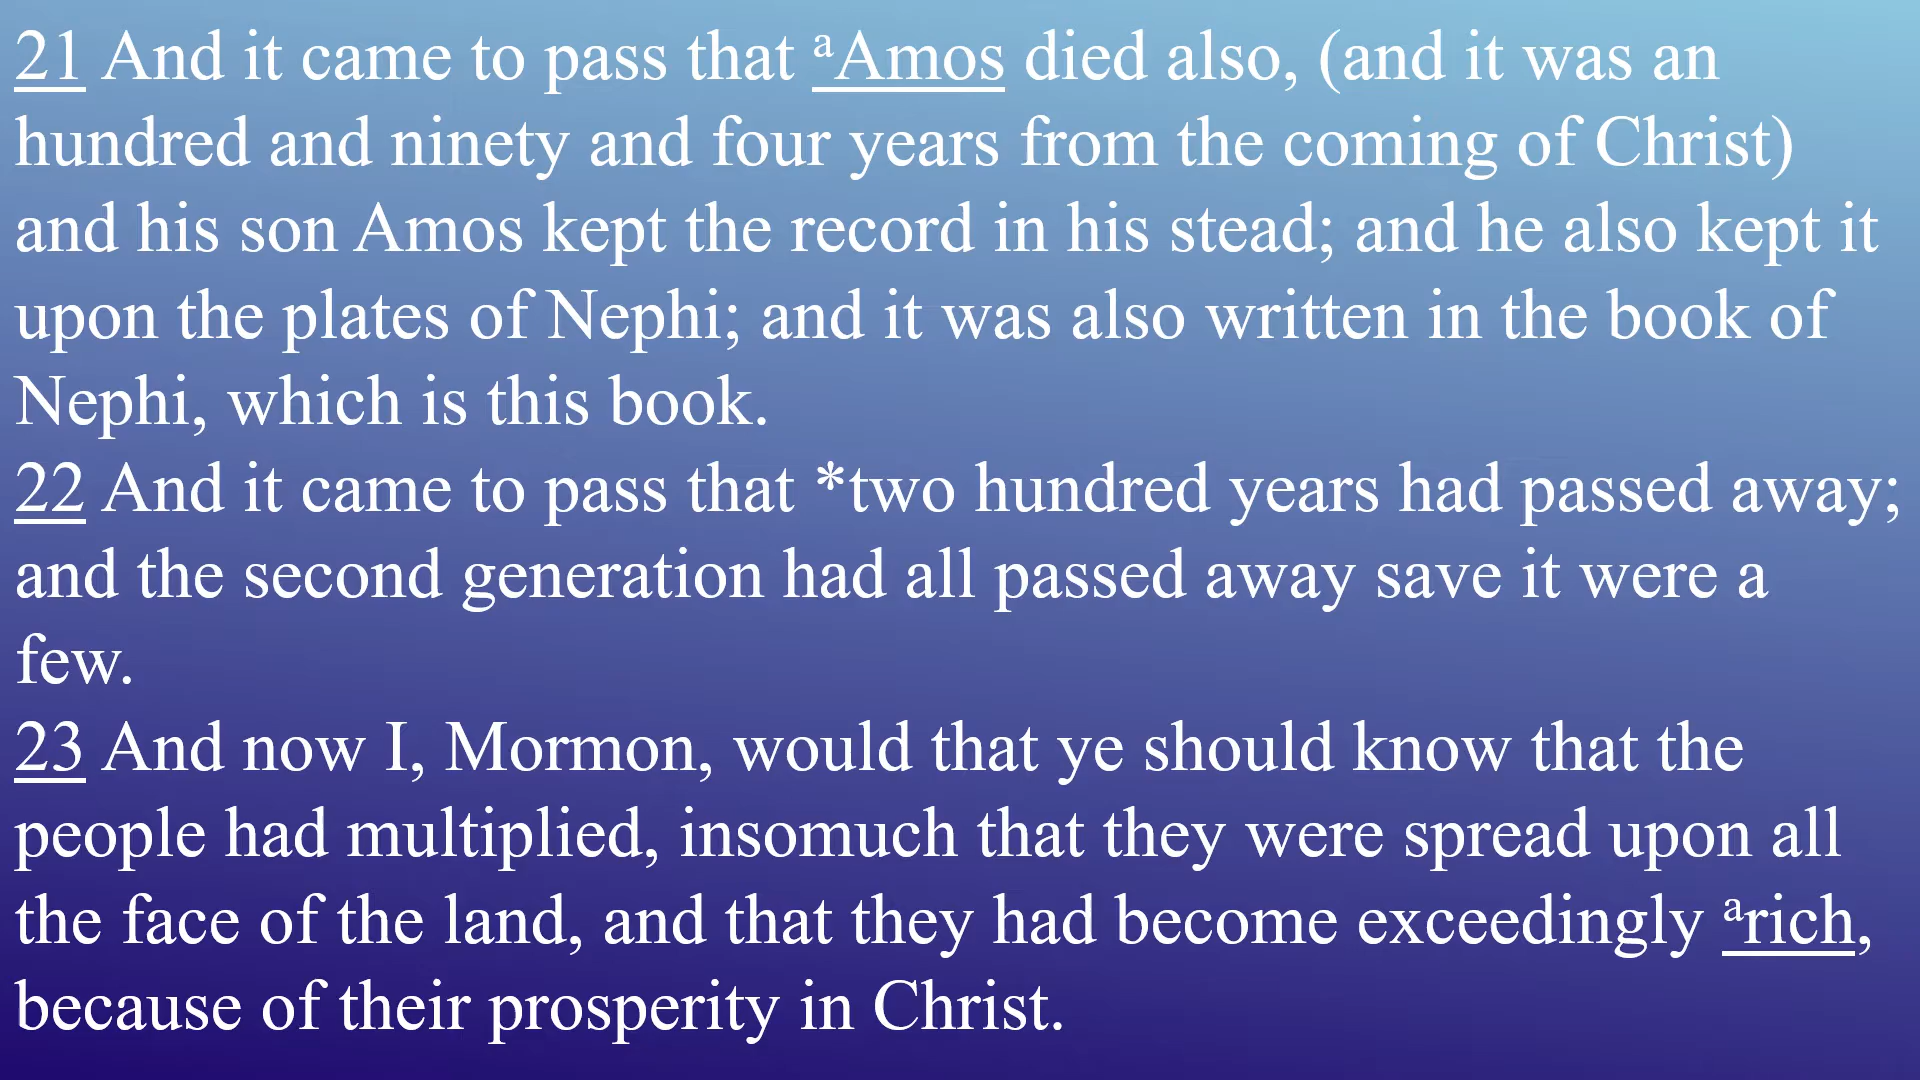 21 And it came to pass that aAmos died also, (and it was an
hundred and ninety and four years from the coming of Christ)
and his son Amos kept the record in his stead; and he also kept it
upon the plates of Nephi; and it was also written in the book of
Nephi, which is this book.
22 And it came to pass that *two hundred years had passed away;
and the second generation had all passed away save it were a
few.
23 And now I, Mormon, would that ye should know that the
people had multiplied, insomuch that they were spread upon all
the face of the land, and that they had become exceedingly arich,
because of their prosperity in Christ.